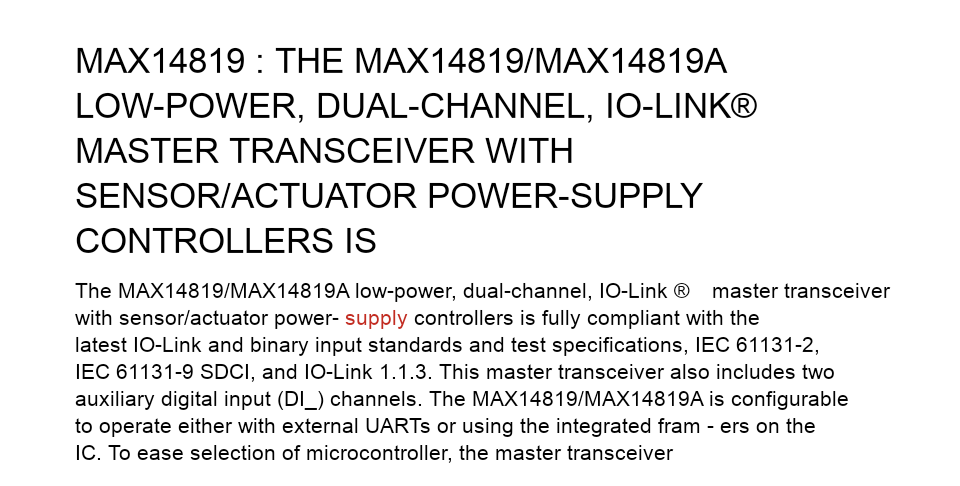 MAX14819 : THE MAX14819/MAX14819A
LOW-POWER, DUAL-CHANNEL, IO-LINK®
MASTER TRANSCEIVER WITH
SENSOR/ACTUATOR POWER-SUPPLY
CONTROLLERS IS
The MAX14819/MAX14819A low-power, dual-channel, IO-Link ® master transceiver
with sensor/actuator power- supply controllers is fully compliant with the
latest IO-Link and binary input standards and test specifications, IEC 61131-2,
IEC 61131-9 SDCI, and IO-Link 1.1.3. This master transceiver also includes two
auxiliary digital input (DI_) channels. The MAX14819/MAX14819A is configurable
to operate either with external UARTs or using the integrated fram - ers on the
IC. To ease selection of microcontroller, the master transceiver